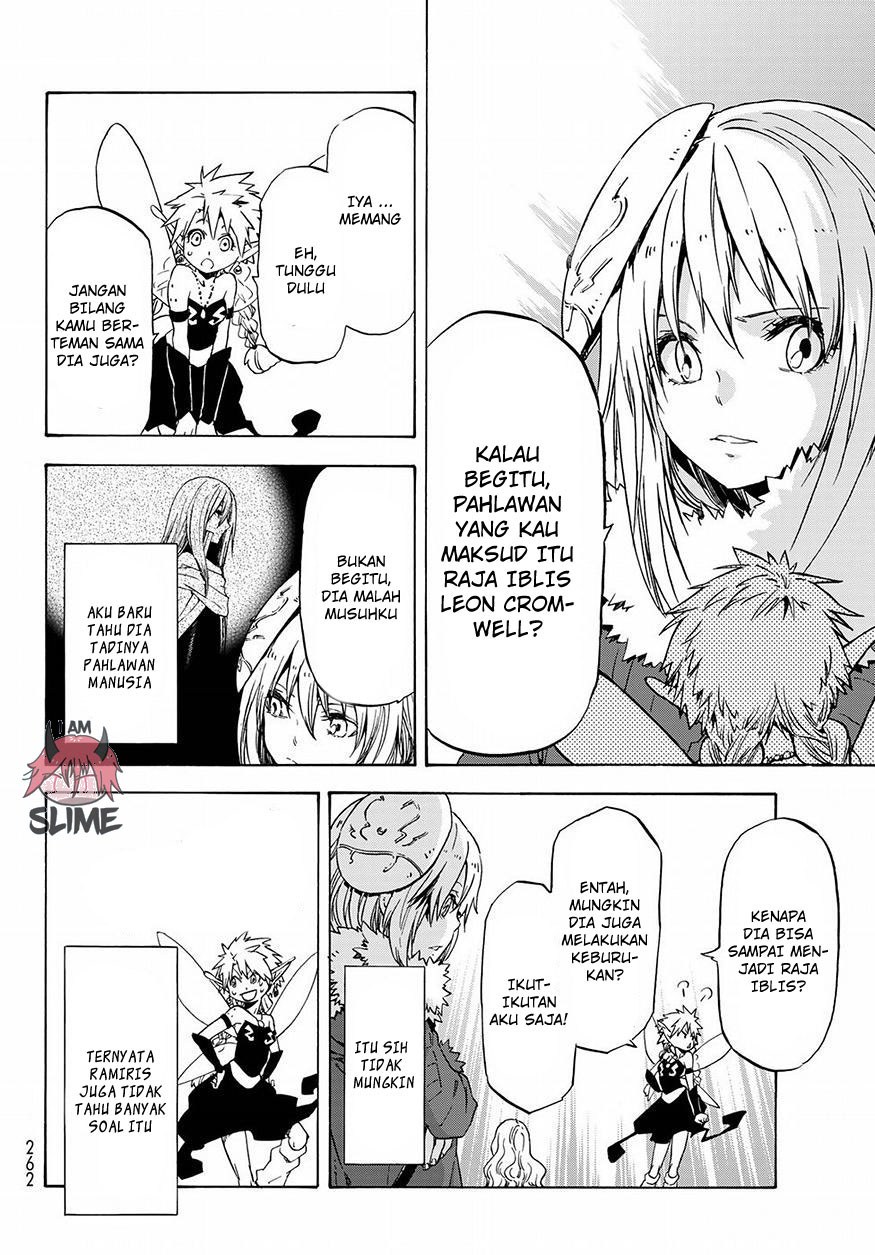 KALAU
BEGITU,
PAHLAWAN
YANG KAU
MAKSUD ITU
RAJA IBLIS
LEON CROM-
WELL?
IYA ...
MEMANG
EH,
TUNGGU
DULU
JANGAN
BILANG
KAMU BER-
TEMAN SAMA
DIA JUGA?
BUKAN
BEGITU,
DIA MALAH
MUSUHKU
AKU BARU
TAHU DIA
TADINYA
PAHLAWAN
MANUSIA
I AM
SLIME
KENAPA
DIA BISA
SAMPAI MEN-
JADI RAJA
IBLIS?
? ?
ENTAH,
MUNGKIN
DIA JUGA
MELAKUKAN
KEBURU-
KAN?
IKUT-
IKUTAN
AKU SAJA!
ITU SIH
TIDAK
MUNGKIN
TERNYATA
RAMIRIS
JUGA TIDAK
TAHU BANYAK
SOAL ITU
262